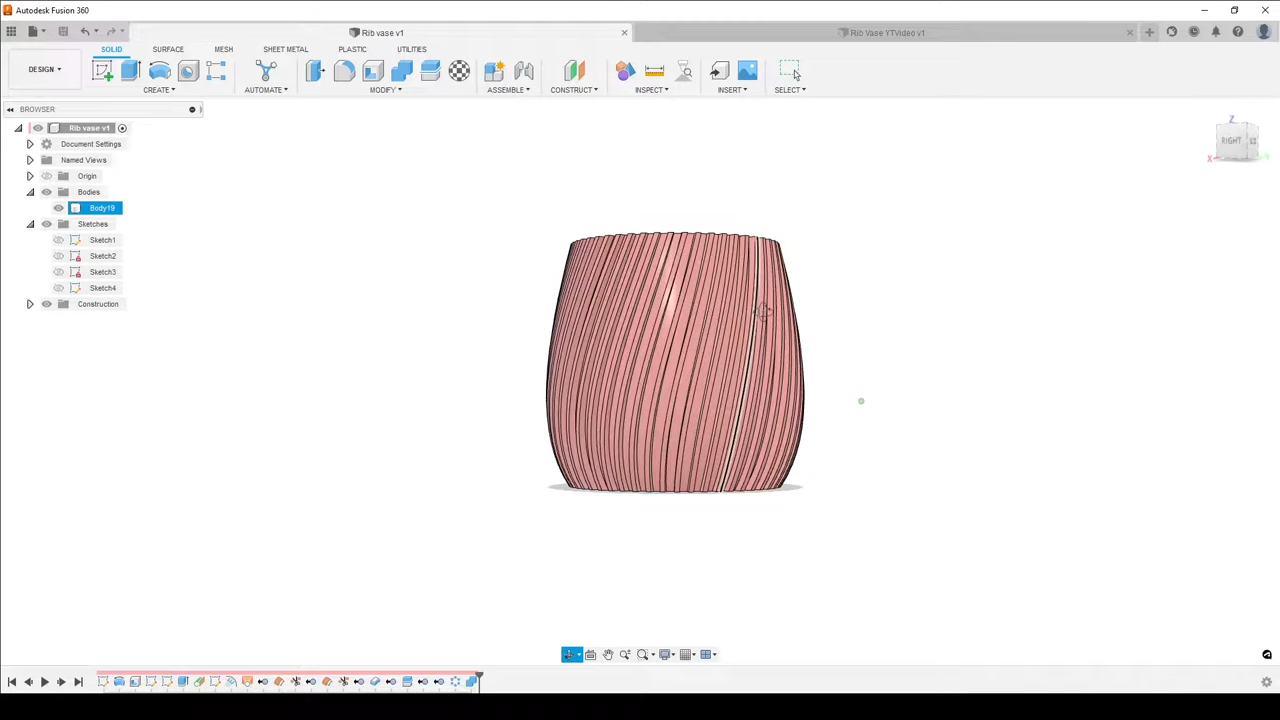 Autodesk Fusion 360
Rib vase v1
Rib Vase YTVideo v1
SOLID SURFACE MESH SHEET METAL PLASTIC UTILITIES
DESIGN
CREATE AUTOMATE MODIFY ASSEMBLE CONSTRUCT INSPECT INSERT SELECT
BROWSER
Rib vase v1
Document Settings
Named Views
Origin
Bodies
Body19
Sketches
Sketch1
Sketch2
Sketch3
Sketch4
Construction
Z
RIGHT
X